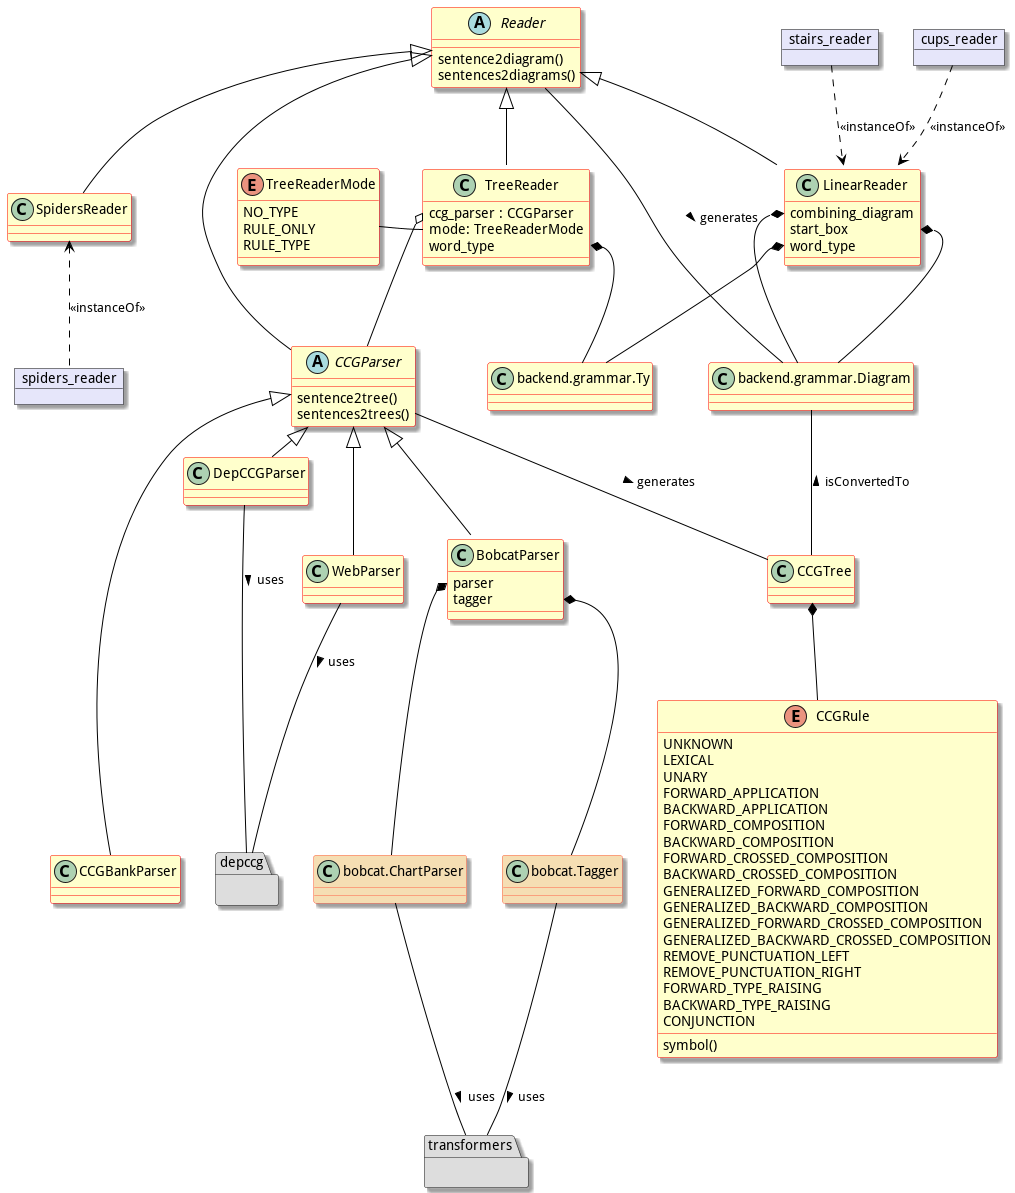 A Reader
sentence2diagram()
sentences2diagrams()
stairs_reader
cups_reader
«instanceOf»
«instanceOf»
C SpidersReader
E TreeReaderMode
NO_TYPE
RULE_ONLY
RULE_TYPE
C TreeReader
ccg_parser : CCGParser
mode: TreeReaderMode
word_type
generates
C LinearReader
combining_diagram
start_box
word_type
«instanceOf»
spiders_reader
A CCGParser
sentence2tree()
sentences2trees()
C backend.grammar.Ty
C backend.grammar.Diagram
C DepCCGParser
generates
isConvertedTo
uses
C WebParser
C BobcatParser
parser
tagger
C CCGTree
uses
E CCGRule
UNKNOWN
LEXICAL
UNARY
FORWARD_APPLICATION
BACKWARD_APPLICATION
FORWARD_COMPOSITION
BACKWARD_COMPOSITION
FORWARD_CROSSED_COMPOSITION
BACKWARD_CROSSED_COMPOSITION
GENERALIZED_FORWARD_COMPOSITION
GENERALIZED_BACKWARD_COMPOSITION
GENERALIZED_FORWARD_CROSSED_COMPOSITION
GENERALIZED_BACKWARD_CROSSED_COMPOSITION
REMOVE_PUNCTUATION_LEFT
REMOVE_PUNCTUATION_RIGHT
FORWARD_TYPE_RAISING
BACKWARD_TYPE_RAISING
CONJUNCTION
symbol()
C CCGBankParser
depccg
C bobcat.ChartParser
C bobcat.Tagger
uses
uses
transformers